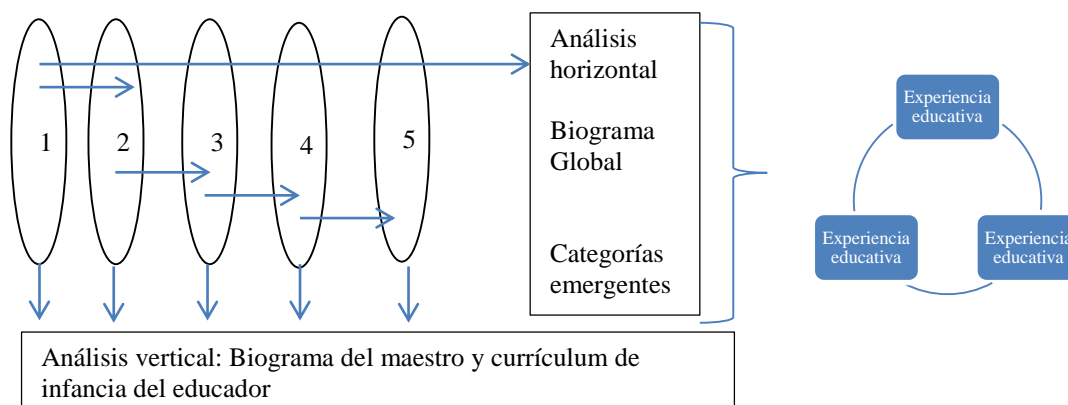 1
2
3
4
5
Análisis
horizontal
Biograma
Global
Categorías
emergentes
Experiencia
educativa
Experiencia
educativa
Experiencia
educativa
Análisis vertical: Biograma del maestro y currículum de
infancia del educador